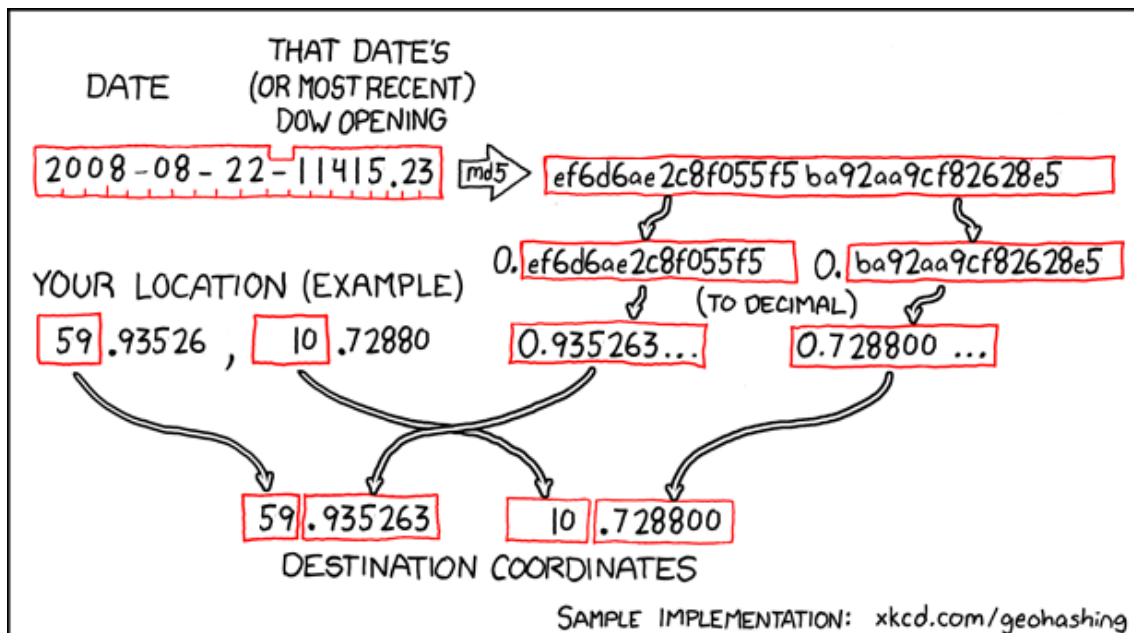 DATE
THAT DATE'S
(OR MOST RECENT)
DOW OPENING
2008-08-22-11415.23
md5
ef6d6ae2c8f055f5ba92aa9cf82628e5
0.ef6d6ae2c8f055f5
0.ba92aa9cf82628e5
(TO DECIMAL)
YOUR LOCATION (EXAMPLE)
59.93526, 10.72880
0.935263...
0.728800...
59.935263
10.728800
DESTINATION COORDINATES
SAMPLE IMPLEMENTATION: xkcd.com/geohashing